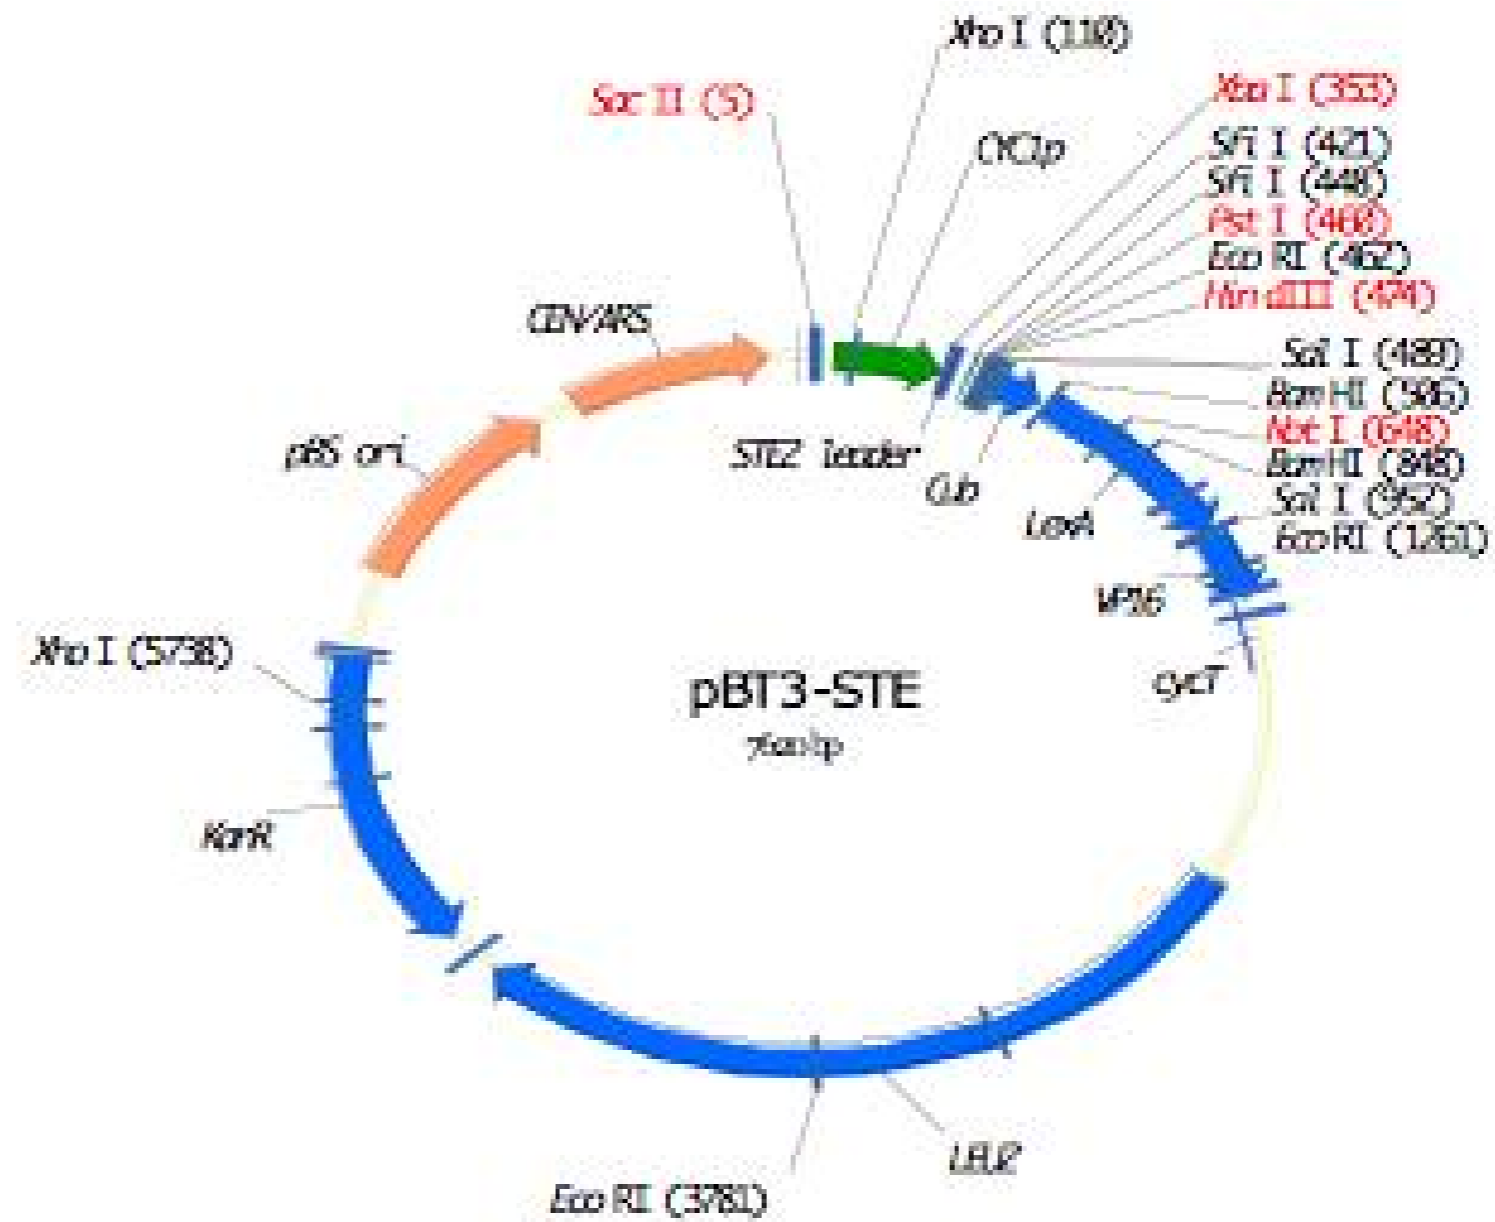 Xho I (110)
Sac II (5)
Xba I (353)
CYC1p
Sfi I (421)
Sfi I (448)
Pst I (460)
Eco RI (462)
Hin dIII (474)
CEN/ARS
Sal I (489)
Bam HI (506)
Not I (648)
Bam HI (848)
Sal I (952)
Eco RI (1261)
pBS ori
STE2 leader
Cub
LexA
VP16
cycT
Xho I (5738)
pBT3-STE
bp
KanR
LEU2
Eco RI (3781)